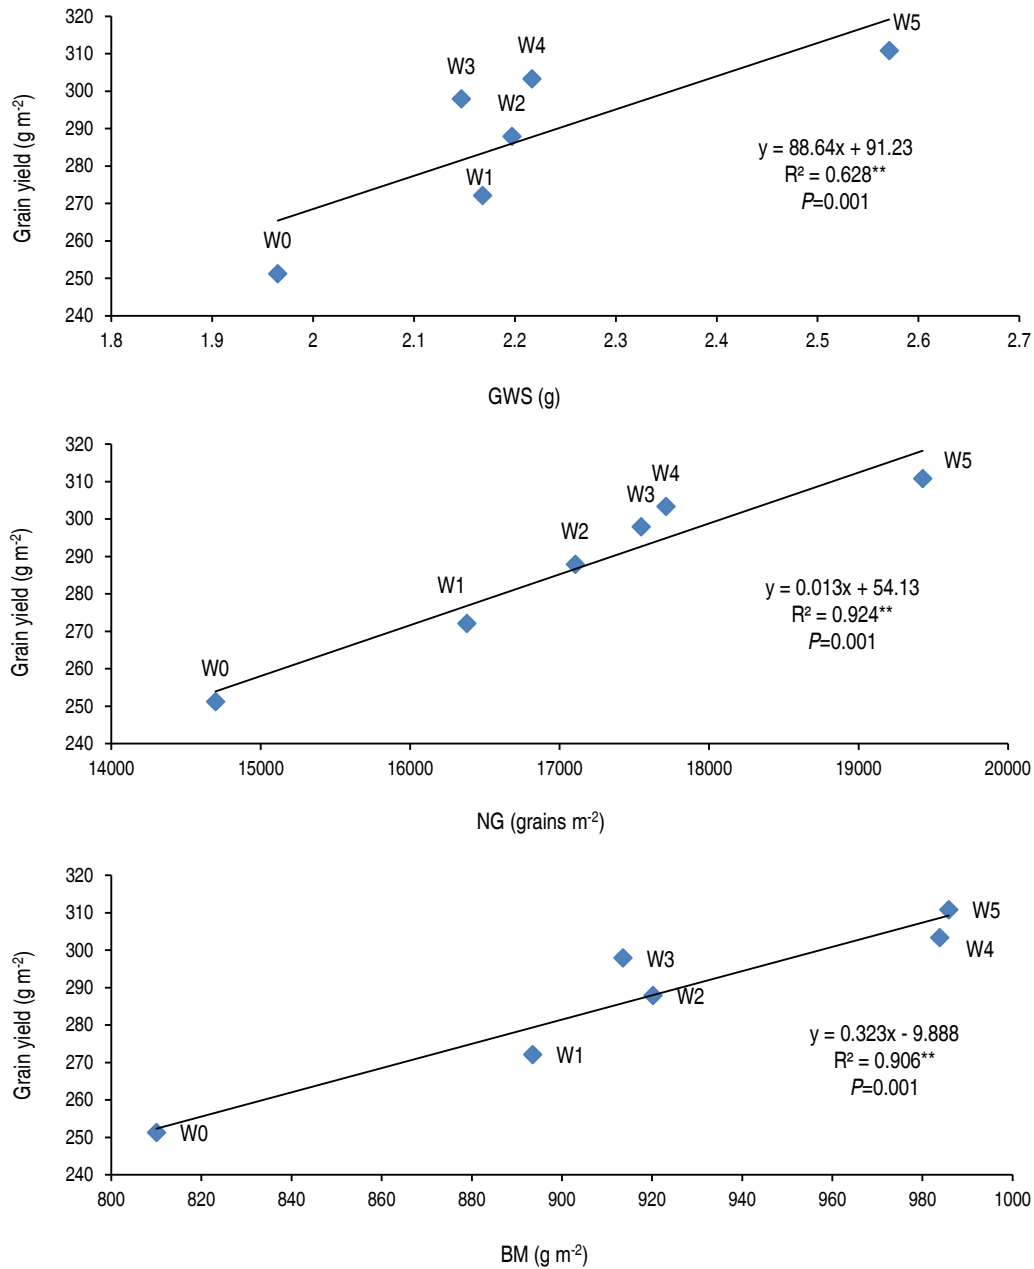 320
310
300
290
280
270
260
250
240
Grain yield (g m⁻²)
W0
W1
W2
W3
W4
W5
y = 88.64x + 91.23
R² = 0.628**
P=0.001
1.8 1.9 2 2.1 2.2 2.3 2.4 2.5 2.6 2.7
GWS (g)
320
310
300
290
280
270
260
250
240
Grain yield (g m⁻²)
W0
W1
W2
W3
W4
W5
y = 0.013x + 54.13
R² = 0.924**
P=0.001
14000 15000 16000 17000 18000 19000 20000
NG (grains m⁻²)
320
310
300
290
280
270
260
250
240
Grain yield (g m⁻²)
W0
W1
W2
W3
W4
W5
y = 0.323x - 9.888
R² = 0.906**
P=0.001
800 820 840 860 880 900 920 940 960 980 1000
BM (g m⁻²)